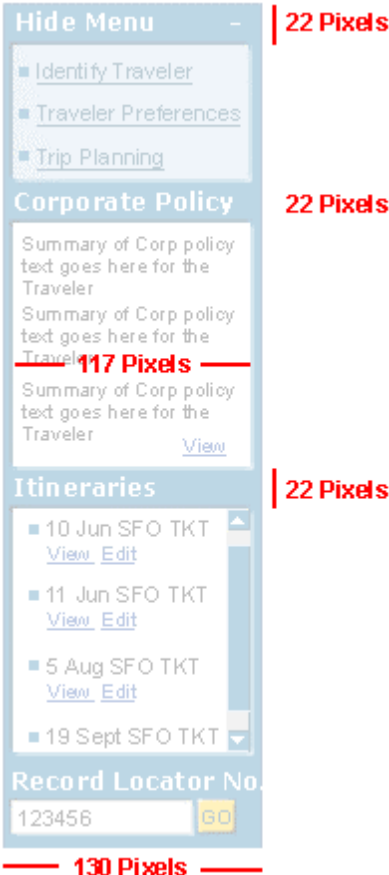 Hide Menu - 22 Pixels
Identify Traveler
Traveler Preferences
Trip Planning
Corporate Policy 22 Pixels
Summary of Corp policy
text goes here for the
Traveler
Summary of Corp policy
text goes here for the
Traveler
117 Pixels
Summary of Corp policy
text goes here for the
Traveler
View
Itineraries 22 Pixels
10 Jun SFO TKT
View Edit
11 Jun SFO TKT
View Edit
5 Aug SFO TKT
View Edit
19 Sept SFO TKT
Record Locator No.
123456 GO
130 Pixels